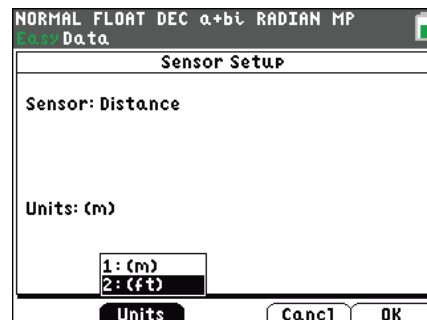 NORMAL FLOAT DEC a+bi RADIAN MP
EasyData
Sensor Setup
Sensor: Distance
Units: (m)
1: (m)
2: (ft)
Units Cancl OK